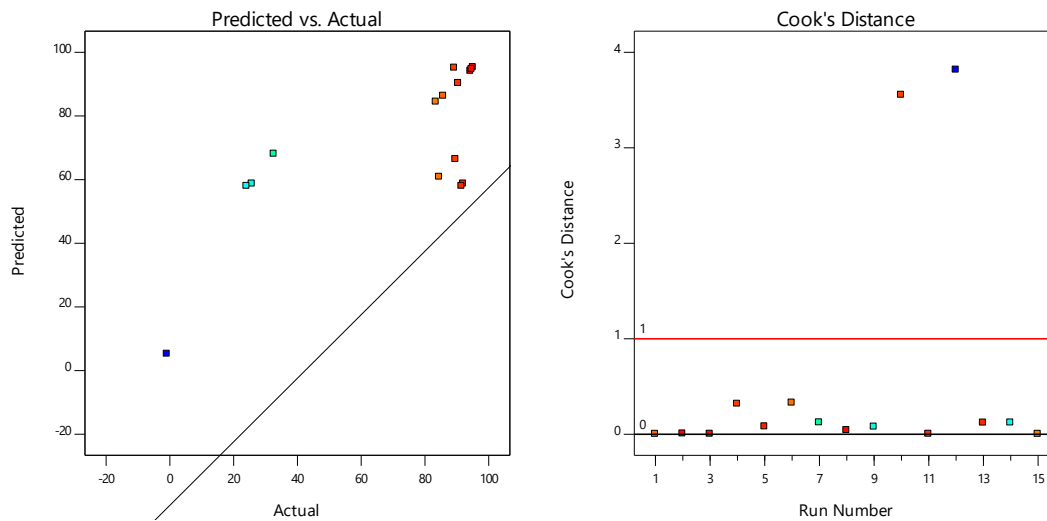 Predicted vs. Actual
Predicted
100
80
60
40
20
0
-20
-20 0 20 40 60 80 100
Actual
Cook's Distance
Cook's Distance
4
3
2
1
0
1
0
1 3 5 7 9 11 13 15
Run Number